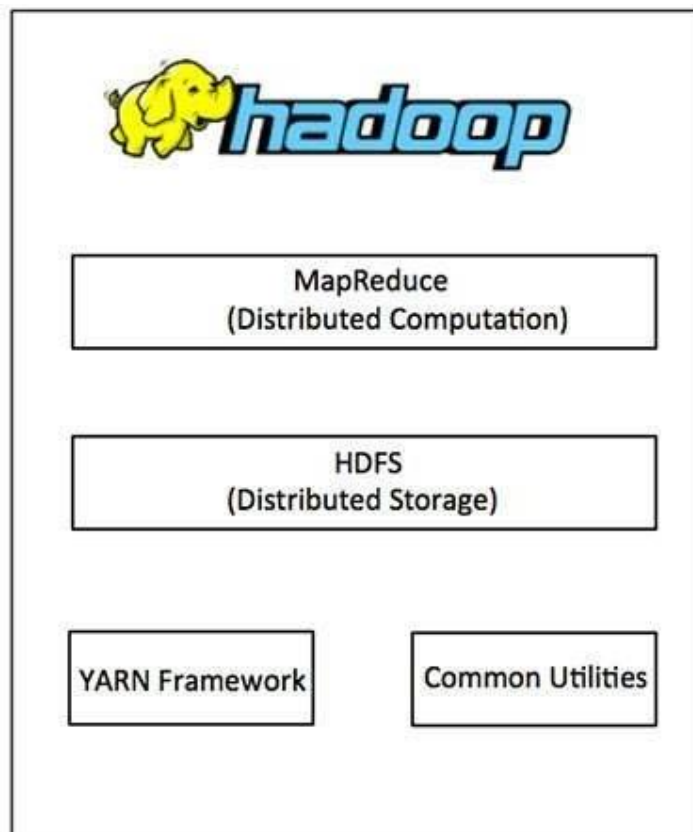 hadoop
MapReduce
(Distributed Computation)
HDFS
(Distributed Storage)
YARN Framework
Common Utilities